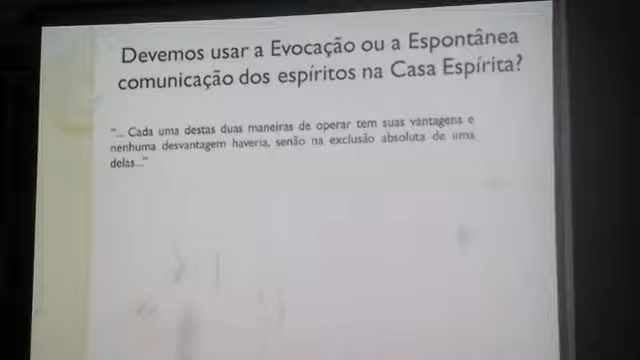 Devemos usar a Evocação ou a Espontânea
comunicação dos espíritos na Casa Espírita?
"... Cada uma destas duas maneiras de operar tem suas vantagens e
nenhuma desvantagem haveria, senão na exclusão absoluta de uma
delas..."